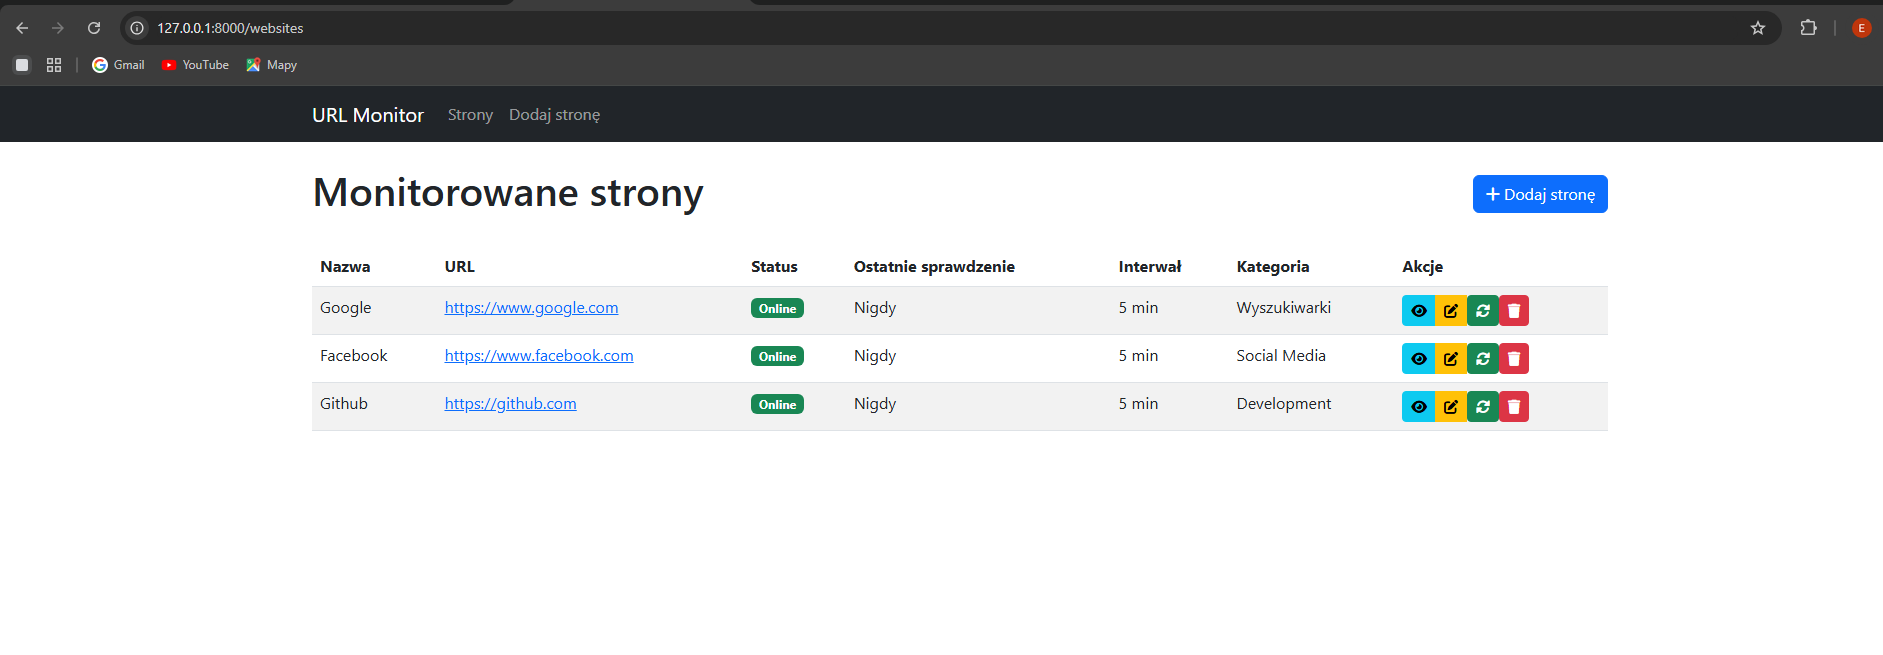 127.0.0.1:8000/websites
E
Gmail YouTube Mapy
URL Monitor Strony Dodaj stronę
Monitorowane strony
+ Dodaj stronę
Nazwa URL Status Ostatnie sprawdzenie Interwał Kategoria Akcje
Google https://www.google.com Online Nigdy 5 min Wyszukiwarki
Facebook https://www.facebook.com Online Nigdy 5 min Social Media
Github https://github.com Online Nigdy 5 min Development